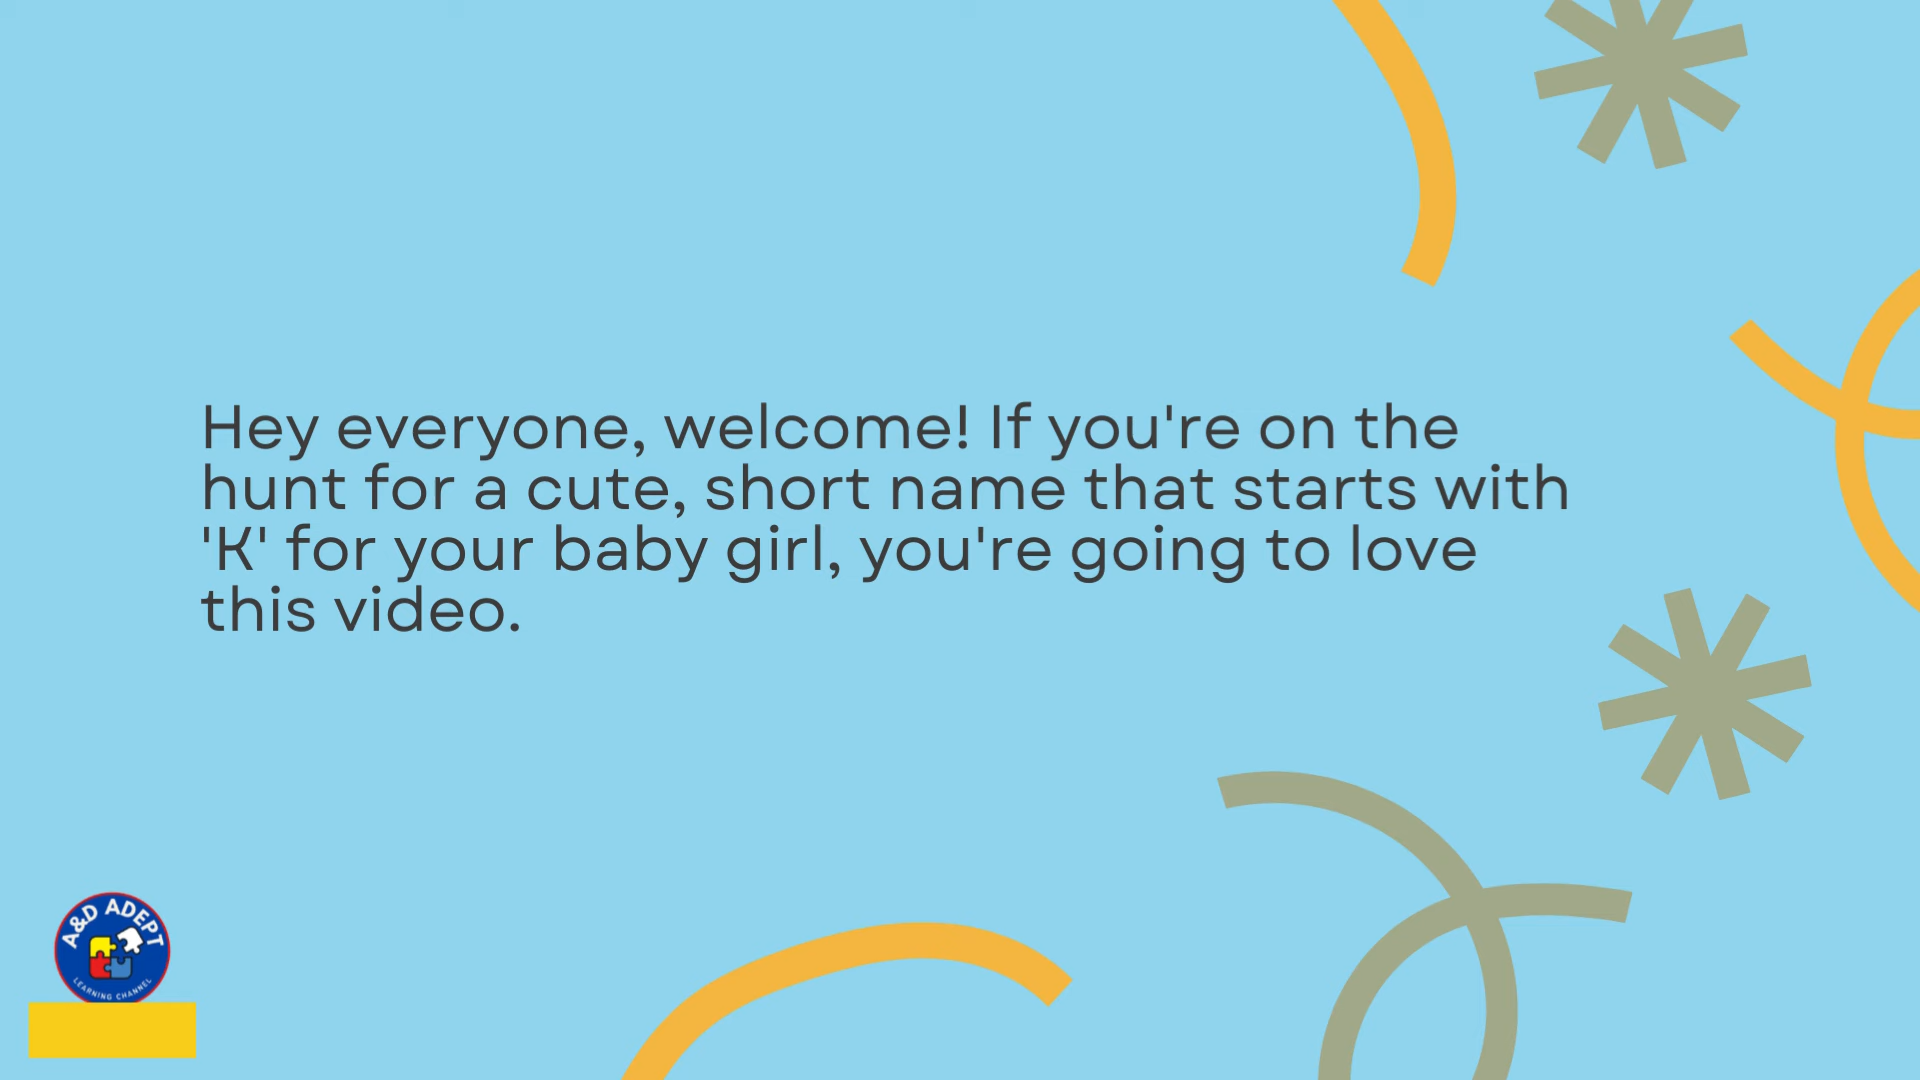 Hey everyone, welcome! If you're on the
hunt for a cute, short name that starts with
'K' for your baby girl, you're going to love
this video.
A&D ADEPT
LEARNING CHANNEL